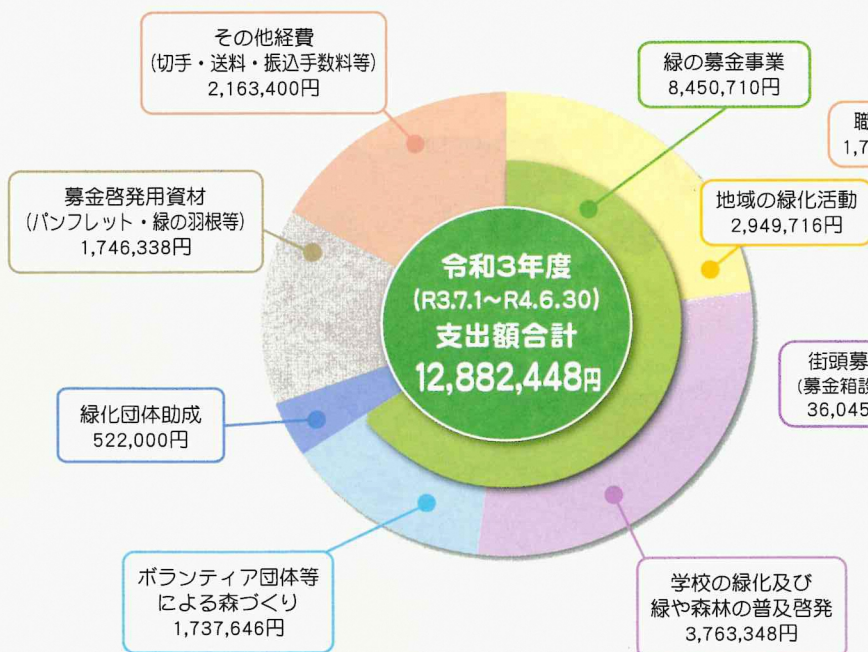 その他経費
(切手・送料・振込手数料等)
2,163,400円
緑の募金事業
8,450,710円
職
1,7
募金啓発用資材
(パンフレット・緑の羽根等)
1,746,338円
地域の緑化活動
2,949,716円
令和3年度
(R3.7.1～R4.6.30)
支出額合計
12,882,448円
街頭募
(募金箱設
36,045
緑化団体助成
522,000円
ボランティア団体等
による森づくり
1,737,646円
学校の緑化及び
緑や森林の普及啓発
3,763,348円